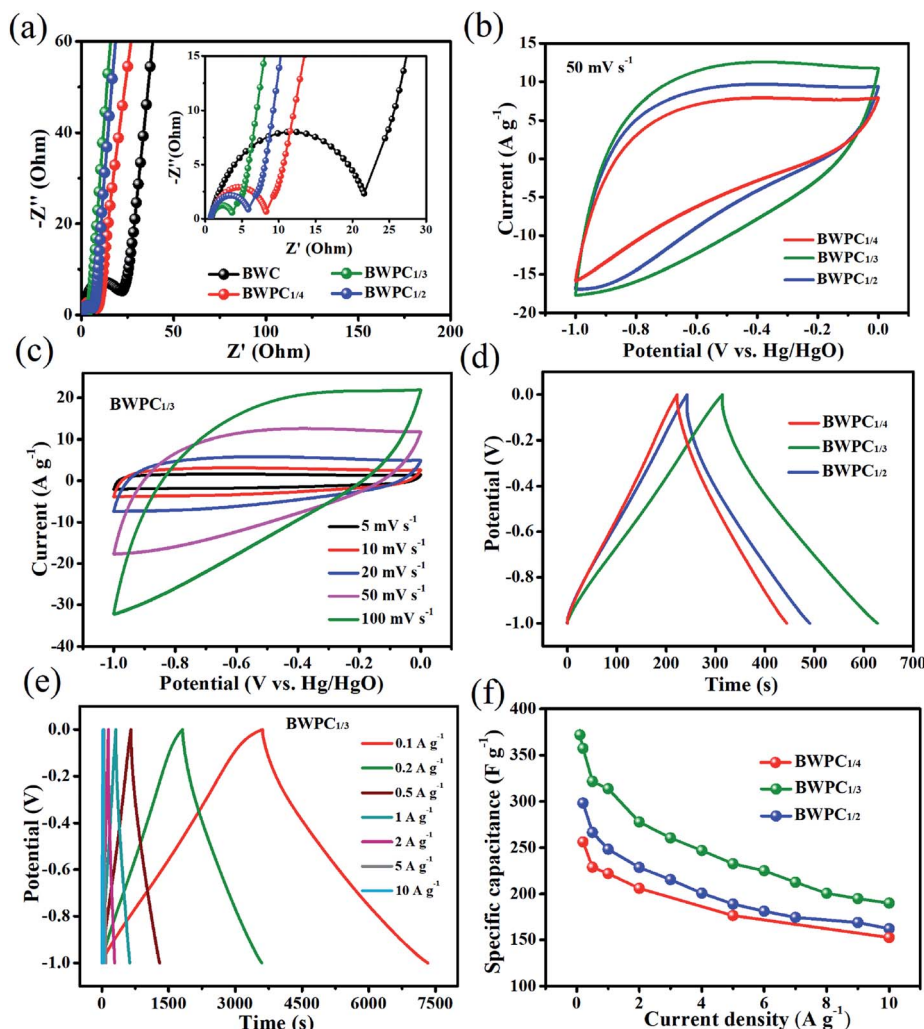 (a)
60
40
20
0
-Z'' (Ohm)
0 50 100 150 200
Z' (Ohm)
15
10
5
0
-Z''(Ohm)
0 5 10 15 20 25 30
Z' (Ohm)
BWC BWPC1/3
BWPC1/4 BWPC1/2
(b)
50 mV s-1
15
10
5
0
-5
-10
-15
-20
Current (A g-1)
BWPC1/4
BWPC1/3
BWPC1/2
-1.0 -0.8 -0.6 -0.4 -0.2 0.0
Potential (V vs. Hg/HgO)
(c)
BWPC1/3
20
10
0
-10
-20
-30
-40
Current (A g-1)
5 mV s-1
10 mV s-1
20 mV s-1
50 mV s-1
100 mV s-1
-1.0 -0.8 -0.6 -0.4 -0.2 0.0
Potential (V vs. Hg/HgO)
(d)
0.0
-0.2
-0.4
-0.6
-0.8
-1.0
Potential (V)
BWPC1/4
BWPC1/3
BWPC1/2
0 100 200 300 400 500 600 700
Time (s)
(e)
BWPC1/3
0.0
-0.2
-0.4
-0.6
-0.8
-1.0
Potential (V)
0.1 A g-1
0.2 A g-1
0.5 A g-1
1 A g-1
2 A g-1
5 A g-1
10 A g-1
0 1500 3000 4500 6000 7500
Time (s)
(f)
400
350
300
250
200
150
100
Specific capacitance (F g-1)
BWPC1/4
BWPC1/3
BWPC1/2
0 2 4 6 8 10
Current density (A g-1)